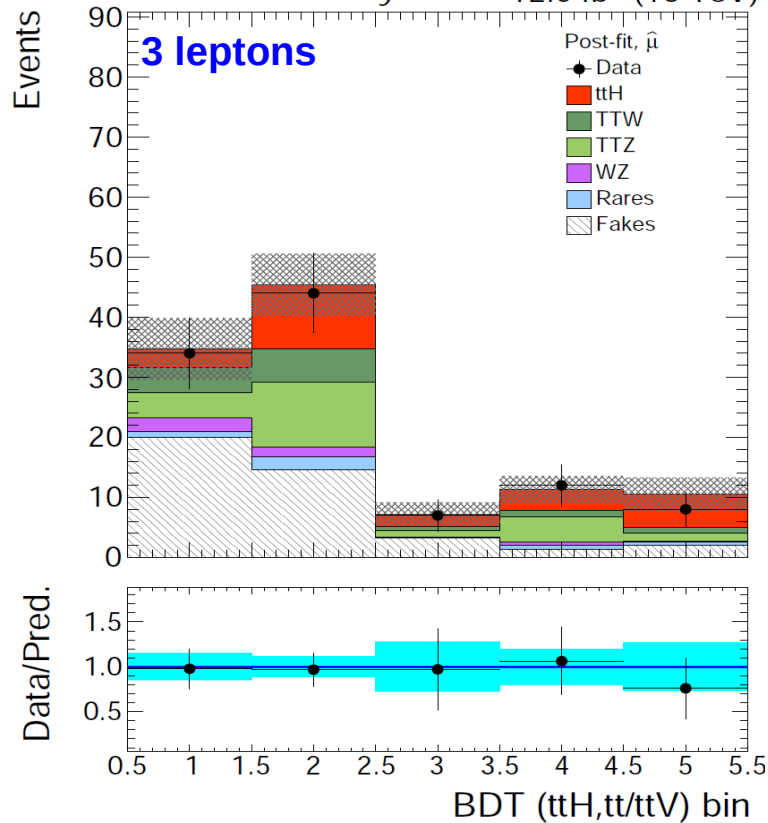 3 leptons
Post-fit, μ̂
Data
ttH
TTW
TTZ
WZ
Rares
Fakes
Events
90
80
70
60
50
40
30
20
10
0
Data/Pred.
1.5
1.0
0.5
0.5 1 1.5 2 2.5 3 3.5 4 4.5 5 5.5
BDT (ttH,tt/ttV) bin